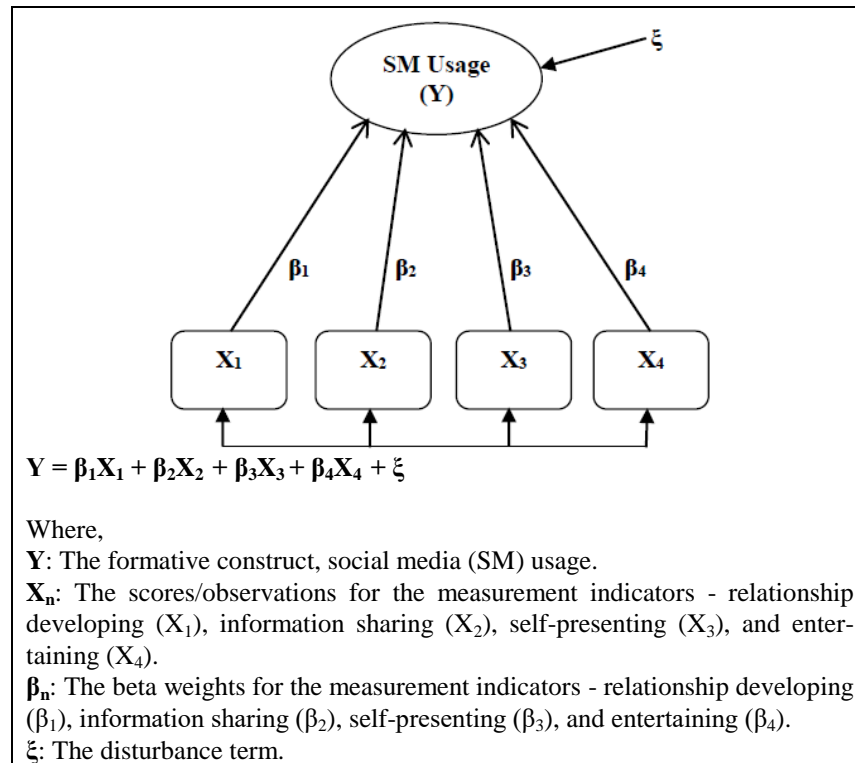 SM Usage
(Y)
ξ
β₁
β₂
β₃
β₄
X₁
X₂
X₃
X₄
Y = β₁X₁ + β₂X₂ + β₃X₃ + β₄X₄ + ξ
Where,
Y: The formative construct, social media (SM) usage.
Xₙ: The scores/observations for the measurement indicators - relationship
developing (X₁), information sharing (X₂), self-presenting (X₃), and enter-
taining (X₄).
βₙ: The beta weights for the measurement indicators - relationship developing
(β₁), information sharing (β₂), self-presenting (β₃), and entertaining (β₄).
ξ: The disturbance term.